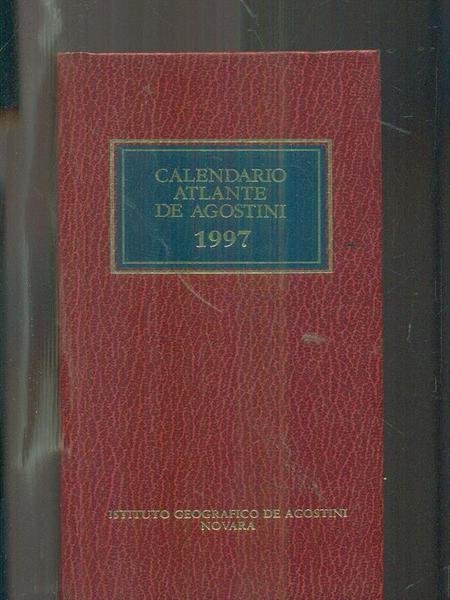 CALENDARIO
ATLANTE
DE AGOSTINI
1997
ISTITUTO GEOGRAFICO DE AGOSTINI
NOVARA